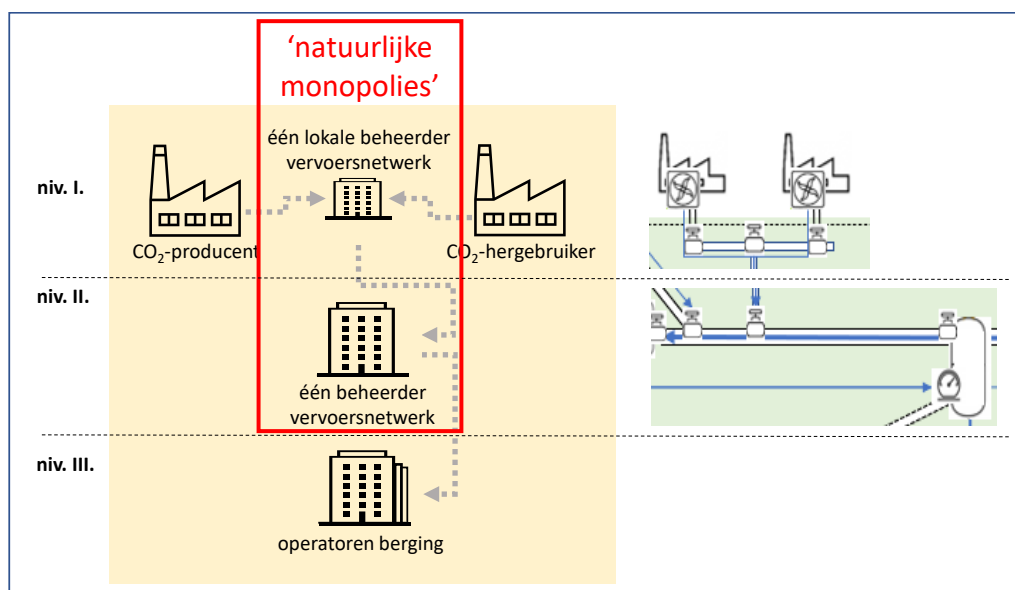 ‘natuurlijke
monopolies’
één lokale beheerder
vervoersnetwerk
niv. I.
CO₂-producent
CO₂-hergebruiker
niv. II.
één beheerder
vervoersnetwerk
niv. III.
operatoren berging